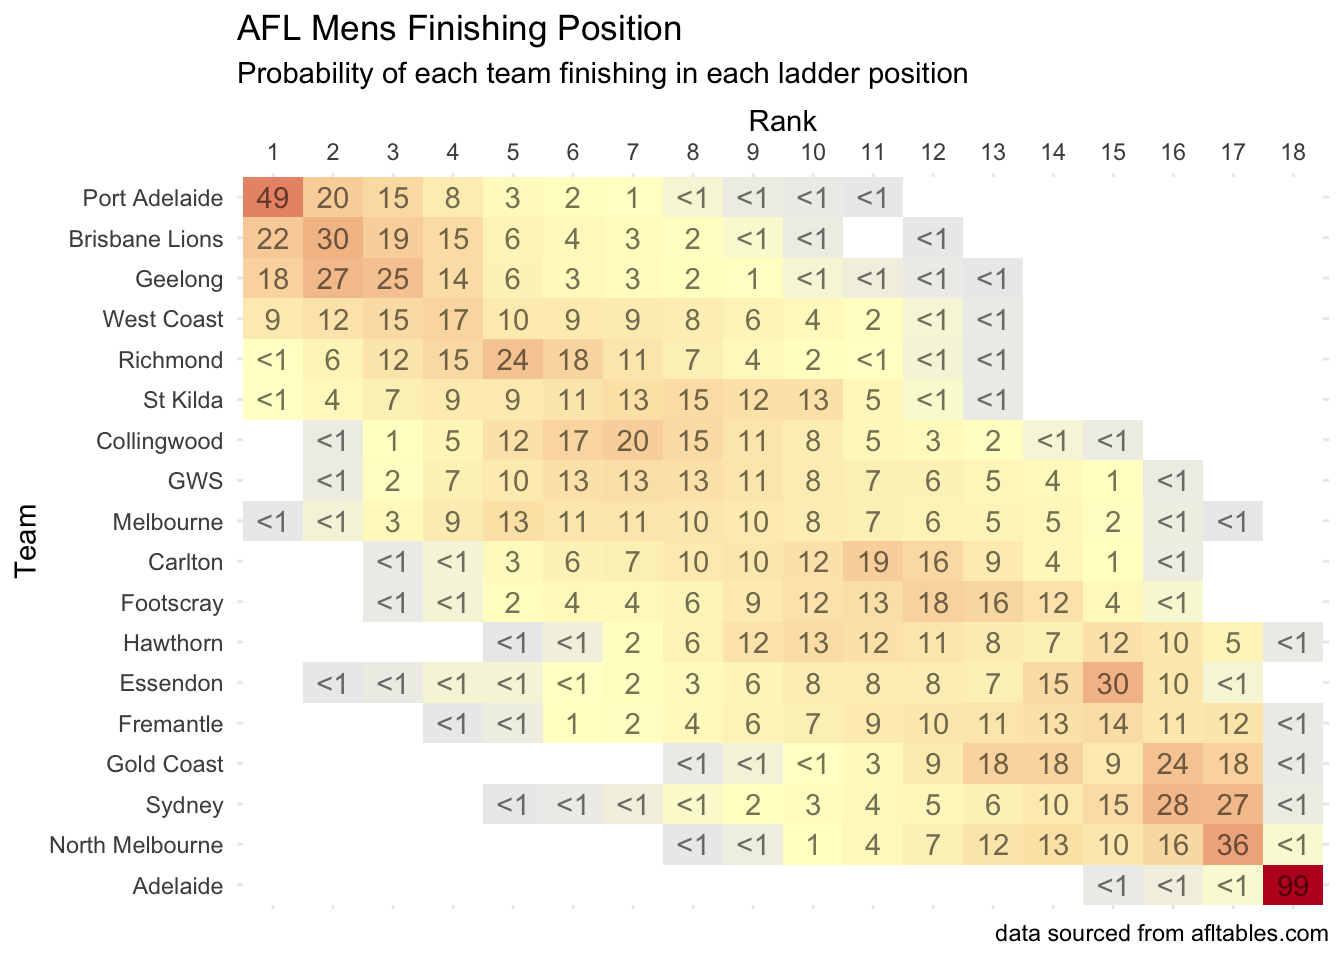 AFL Mens Finishing Position
Probability of each team finishing in each ladder position
Rank
1 2 3 4 5 6 7 8 9 10 11 12 13 14 15 16 17 18
Team
Port Adelaide 49 20 15 8 3 2 1 <1 <1 <1 <1
Brisbane Lions 22 30 19 15 6 4 3 2 <1 <1 <1
Geelong 18 27 25 14 6 3 3 2 1 <1 <1 <1 <1
West Coast 9 12 15 17 10 9 9 8 6 4 2 <1 <1
Richmond <1 6 12 15 24 18 11 7 4 2 <1 <1 <1
St Kilda <1 4 7 9 9 11 13 15 12 13 5 <1 <1
Collingwood <1 1 5 12 17 20 15 11 8 5 3 2 <1 <1
GWS <1 2 7 10 13 13 13 11 8 7 6 5 4 1 <1
Melbourne <1 <1 3 9 13 11 11 10 10 8 7 6 5 5 2 <1 <1
Carlton <1 <1 3 6 7 10 10 12 19 16 9 4 1 <1
Footscray <1 <1 2 4 4 6 9 12 13 18 16 12 4 <1
Hawthorn <1 <1 2 6 12 13 12 11 8 7 12 10 5 <1
Essendon <1 <1 <1 <1 <1 2 3 6 8 8 8 7 15 30 10 <1
Fremantle <1 <1 1 2 4 6 7 9 10 11 13 14 11 12 <1
Gold Coast <1 <1 <1 3 9 18 18 9 24 18 <1
Sydney <1 <1 <1 <1 2 3 4 5 6 10 15 28 27 <1
North Melbourne <1 <1 1 4 7 12 13 10 16 36 <1
Adelaide <1 <1 <1 99
data sourced from afltables.com